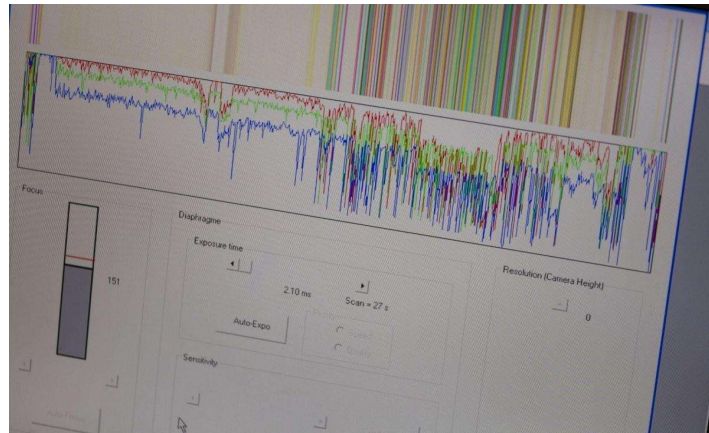 Focus
151
Diaphragme
Exposure time
2.10 ms
Scan = 27 s
Auto-Expo
Resolution (Camera Height)
0
Sensitivity